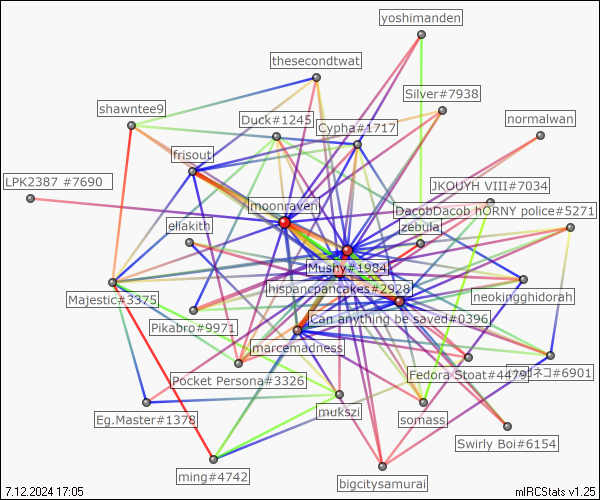 yoshimanden
thesecondtwat
Silver#7938
shawntee9
Duck#1245
Cypha#1717
normalwan
frisout
LPK2387 #7690
JKOUYH VIII#7034
moonraven
DacobDacob hORNY police#5271
eliakith
zebula
Mushy#1984
hispancpancakes#2928
Majestic#3375
neokingghidorah
Pikabro#9971
Can anything be saved#0396
marcemadness
Fedora Stoat#4479
ネコ#6901
Pocket Persona#3326
Eg.Master#1378
mukszi
somass
Swirly Boi#6154
ming#4742
bigcitysamurai
7.12.2024 17:05
mIRCStats v1.25